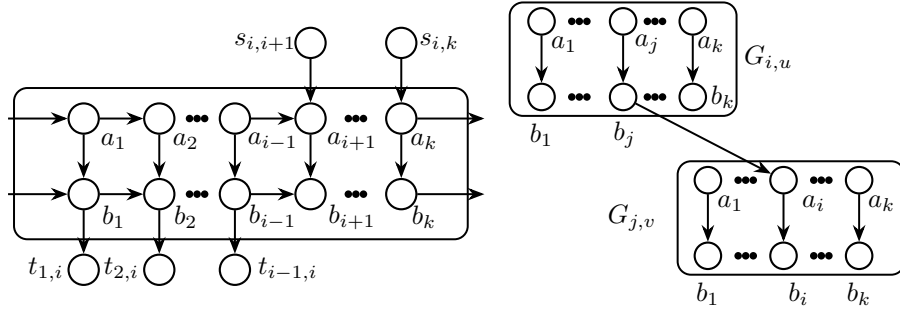 s_{i,i+1} s_{i,k}
a_1 a_2 ••• a_{i−1} a_{i+1} ••• a_k
b_1 b_2 ••• b_{i−1} b_{i+1} ••• b_k
t_{1,i} t_{2,i} t_{i−1,i}
••• •••
a_1 a_j a_k
G_{i,u}
••• ••• b_k
b_1 b_j
••• •••
a_1 a_i a_k
G_{j,v}
••• •••
b_1 b_i b_k